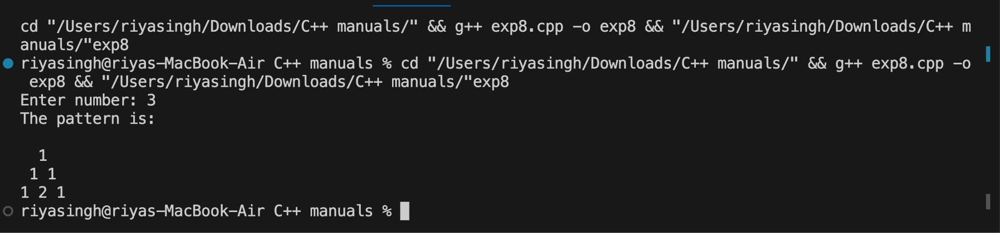 cd "/Users/riyasingh/Downloads/C++ manuals/" && g++ exp8.cpp -o exp8 && "/Users/riyasingh/Downloads/C++ m
anuals/"exp8
riyasingh@riyas-MacBook-Air C++ manuals % cd "/Users/riyasingh/Downloads/C++ manuals/" && g++ exp8.cpp -o
 exp8 && "/Users/riyasingh/Downloads/C++ manuals/"exp8
Enter number: 3
The pattern is:

  1
 1 1
1 2 1
riyasingh@riyas-MacBook-Air C++ manuals %